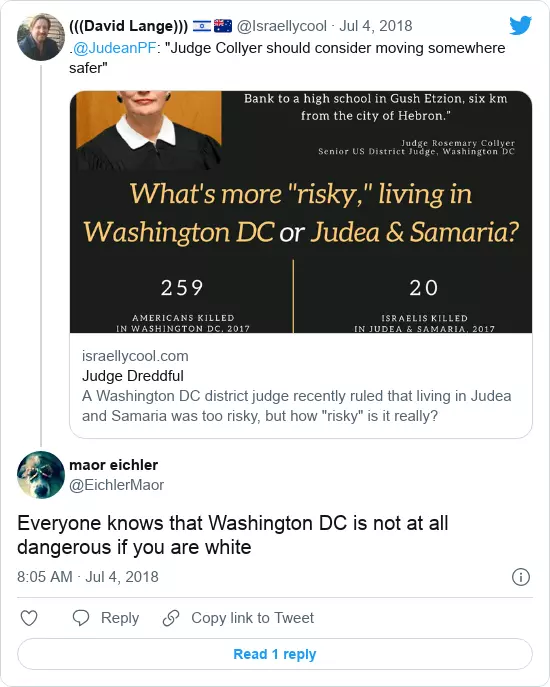 (((David Lange))) 🇮🇱 🇦🇺 @Israellycool · Jul 4, 2018
.@JudeanPF: "Judge Collyer should consider moving somewhere
safer"
Bank to a high school in Gush Etzion, six km
from the city of Hebron."
Judge Rosemary Collyer
Senior US District Judge, Washington DC
What's more "risky," living in
Washington DC or Judea & Samaria?
259
AMERICANS KILLED
IN WASHINGTON DC, 2017
20
ISRAELIS KILLED
IN JUDEA & SAMARIA, 2017
israellycool.com
Judge Dreddful
A Washington DC district judge recently ruled that living in Judea
and Samaria was too risky, but how "risky" is it really?
maor eichler
@EichlerMaor
Everyone knows that Washington DC is not at all
dangerous if you are white
8:05 AM · Jul 4, 2018
Reply
Copy link to Tweet
Read 1 reply